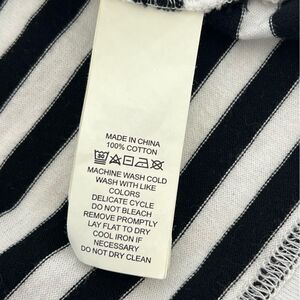 MADE IN CHINA
100% COTTON
MACHINE WASH COLD
WASH WITH LIKE
COLORS
DELICATE CYCLE
DO NOT BLEACH
REMOVE PROMPTLY
LAY FLAT TO DRY
COOL IRON IF
NECESSARY
DO NOT DRY CLEAN